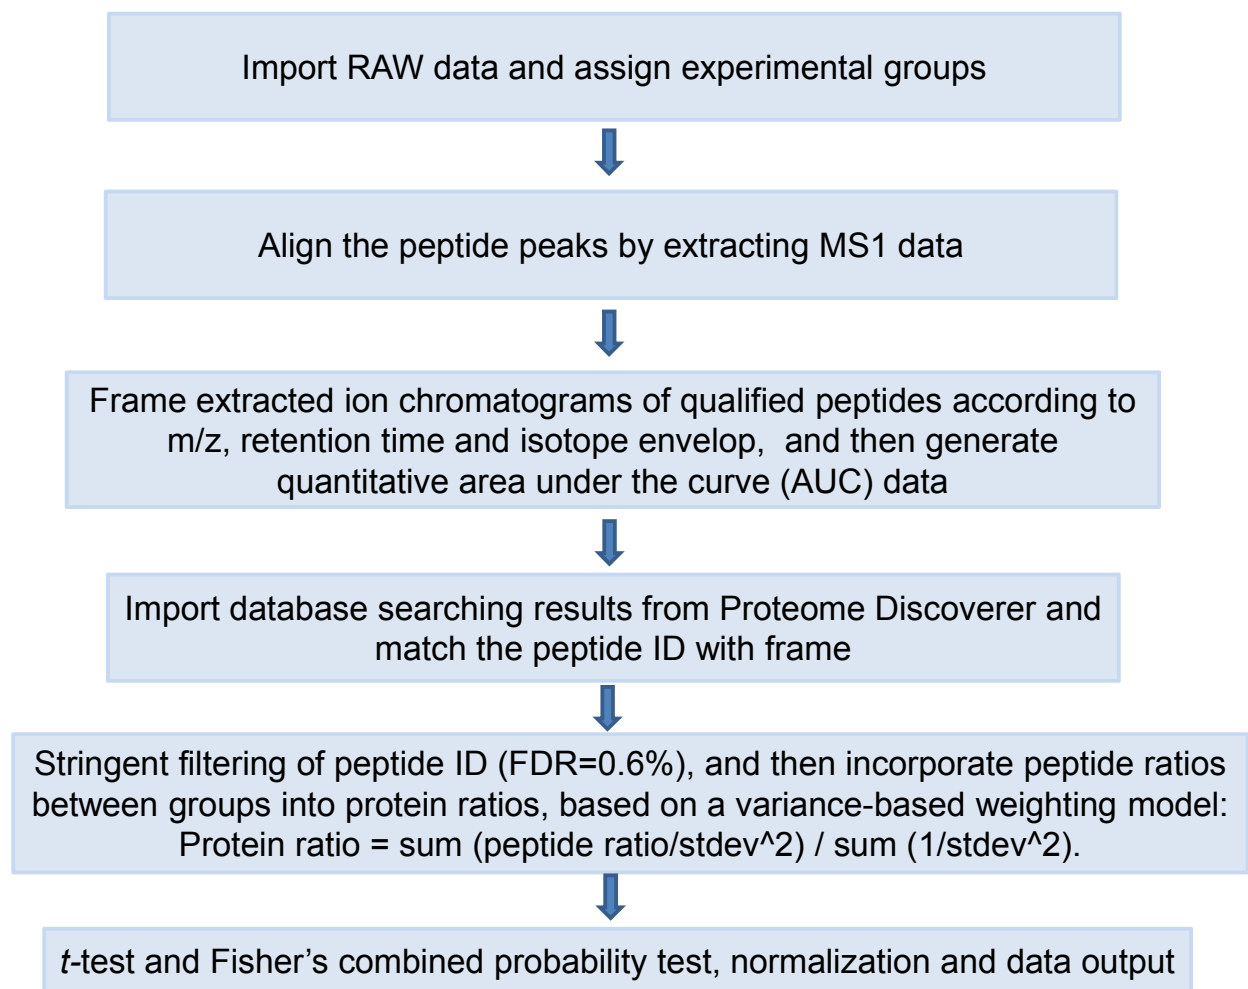 Import RAW data and assign experimental groups
Align the peptide peaks by extracting MS1 data
Frame extracted ion chromatograms of qualified peptides according to
m/z, retention time and isotope envelop,  and then generate
quantitative area under the curve (AUC) data
Import database searching results from Proteome Discoverer and
match the peptide ID with frame
Stringent filtering of peptide ID (FDR=0.6%), and then incorporate peptide ratios
between groups into protein ratios, based on a variance-based weighting model:
Protein ratio = sum (peptide ratio/stdev^2) / sum (1/stdev^2).
t-test and Fisher’s combined probability test, normalization and data output